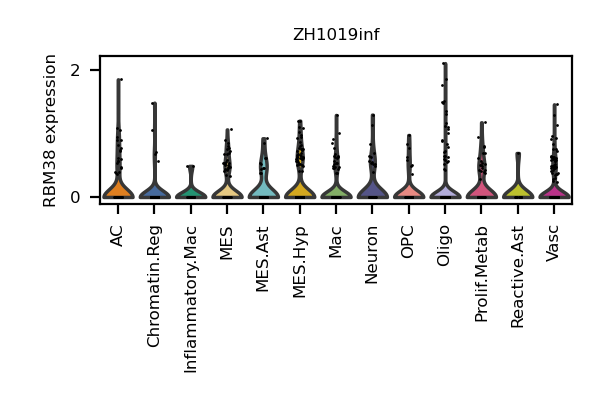 ZH1019inf
RBM38 expression
2
0
AC
Chromatin.Reg
Inflammatory.Mac
MES
MES.Ast
MES.Hyp
Mac
Neuron
OPC
Oligo
Prolif.Metab
Reactive.Ast
Vasc